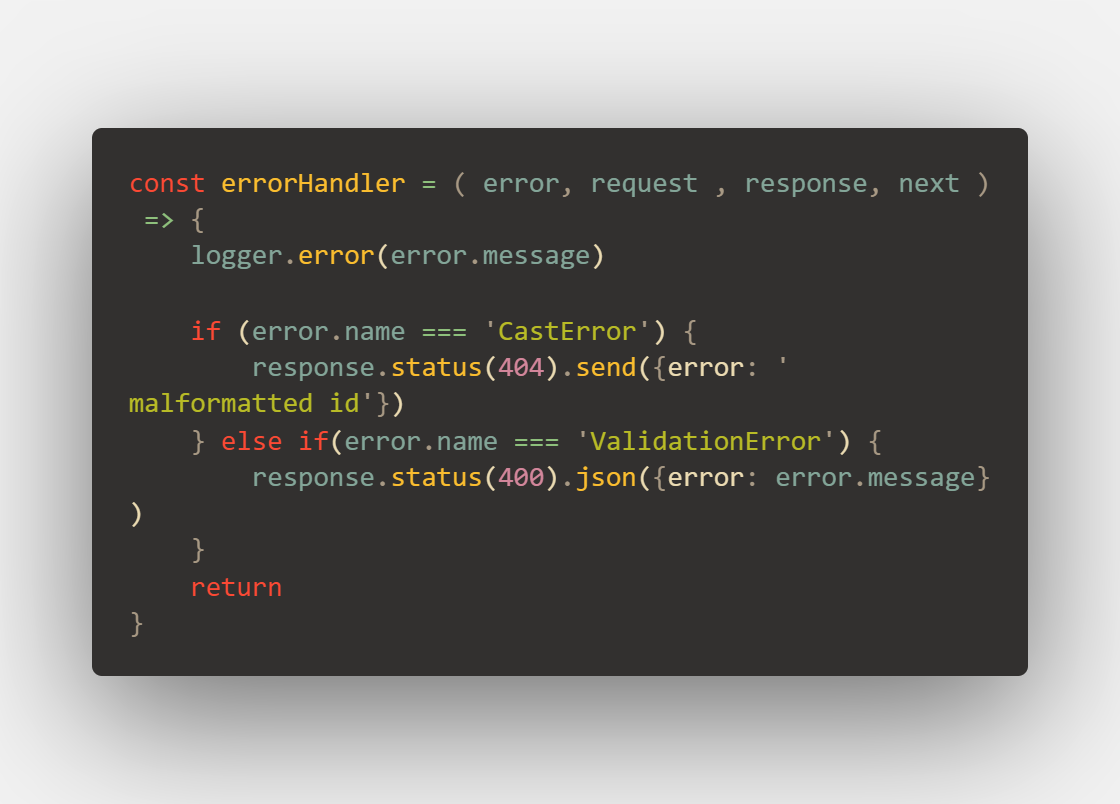 const errorHandler = ( error, request , response, next )
 => {
    logger.error(error.message)

    if (error.name === 'CastError') {
        response.status(404).send({error: '
malformatted id'})
    } else if(error.name === 'ValidationError') {
        response.status(400).json({error: error.message}
)
    }
    return
}